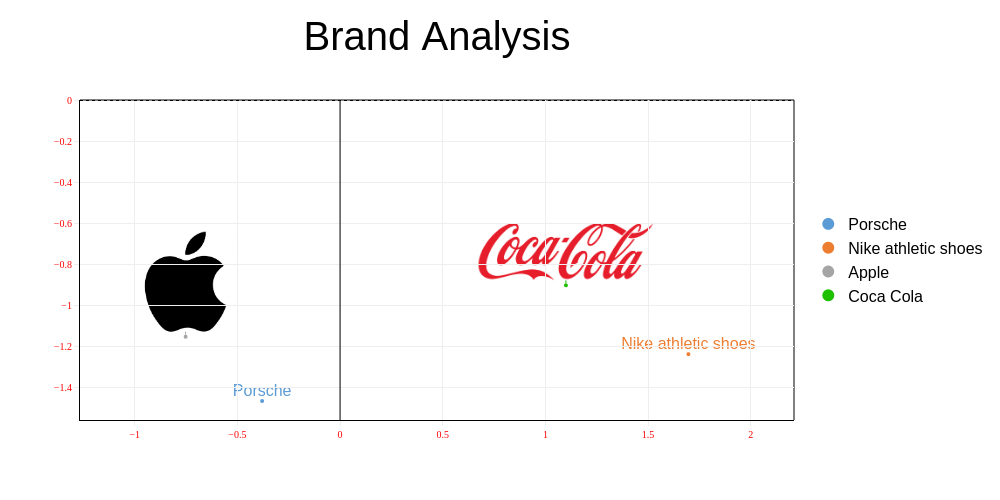 Brand Analysis
0
−0.2
−0.4
−0.6
−0.8
−1
−1.2
−1.4
Coca-Cola
Nike athletic shoes
Porsche
−1
−0.5
0
0.5
1
1.5
2
Porsche
Nike athletic shoes
Apple
Coca Cola